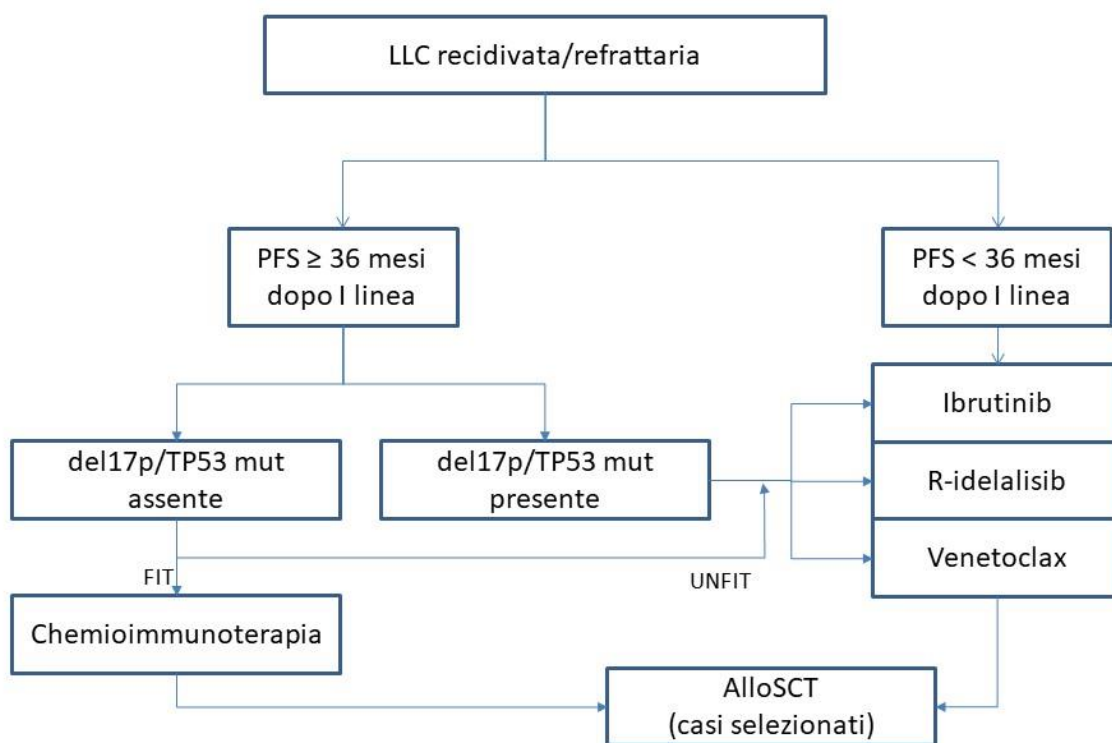 LLC recidivata/refrattaria
PFS ≥ 36 mesi
dopo I linea
PFS < 36 mesi
dopo I linea
Ibrutinib
del17p/TP53 mut
assente
del17p/TP53 mut
presente
R-idelalisib
Venetoclax
FIT
UNFIT
Chemioimmunoterapia
AlloSCT
(casi selezionati)